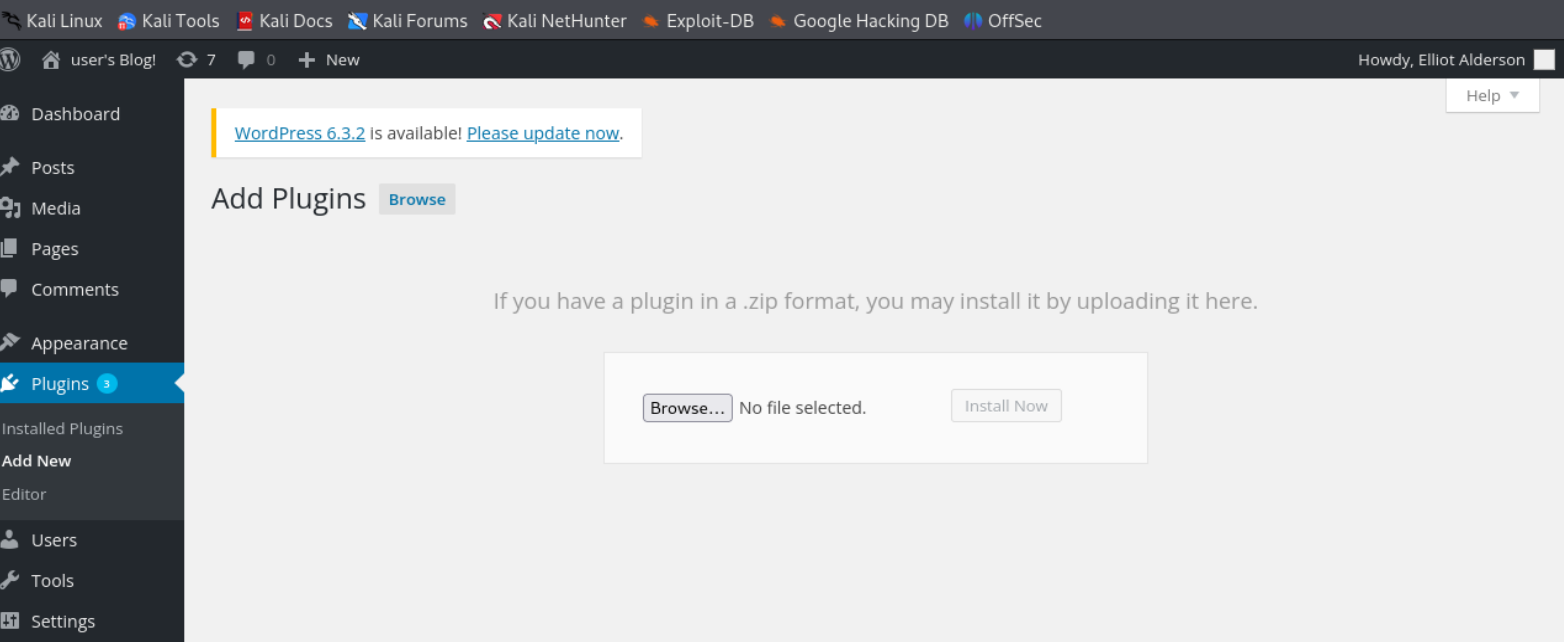 Kali Linux Kali Tools Kali Docs Kali Forums Kali NetHunter Exploit-DB Google Hacking DB OffSec
user's Blog! 7 0 + New Howdy, Elliot Alderson
Help
Dashboard
Posts
Media
Pages
Comments
Appearance
Plugins 3
Installed Plugins
Add New
Editor
Users
Tools
Settings
WordPress 6.3.2 is available! Please update now.
Add Plugins Browse
If you have a plugin in a .zip format, you may install it by uploading it here.
Browse... No file selected. Install Now